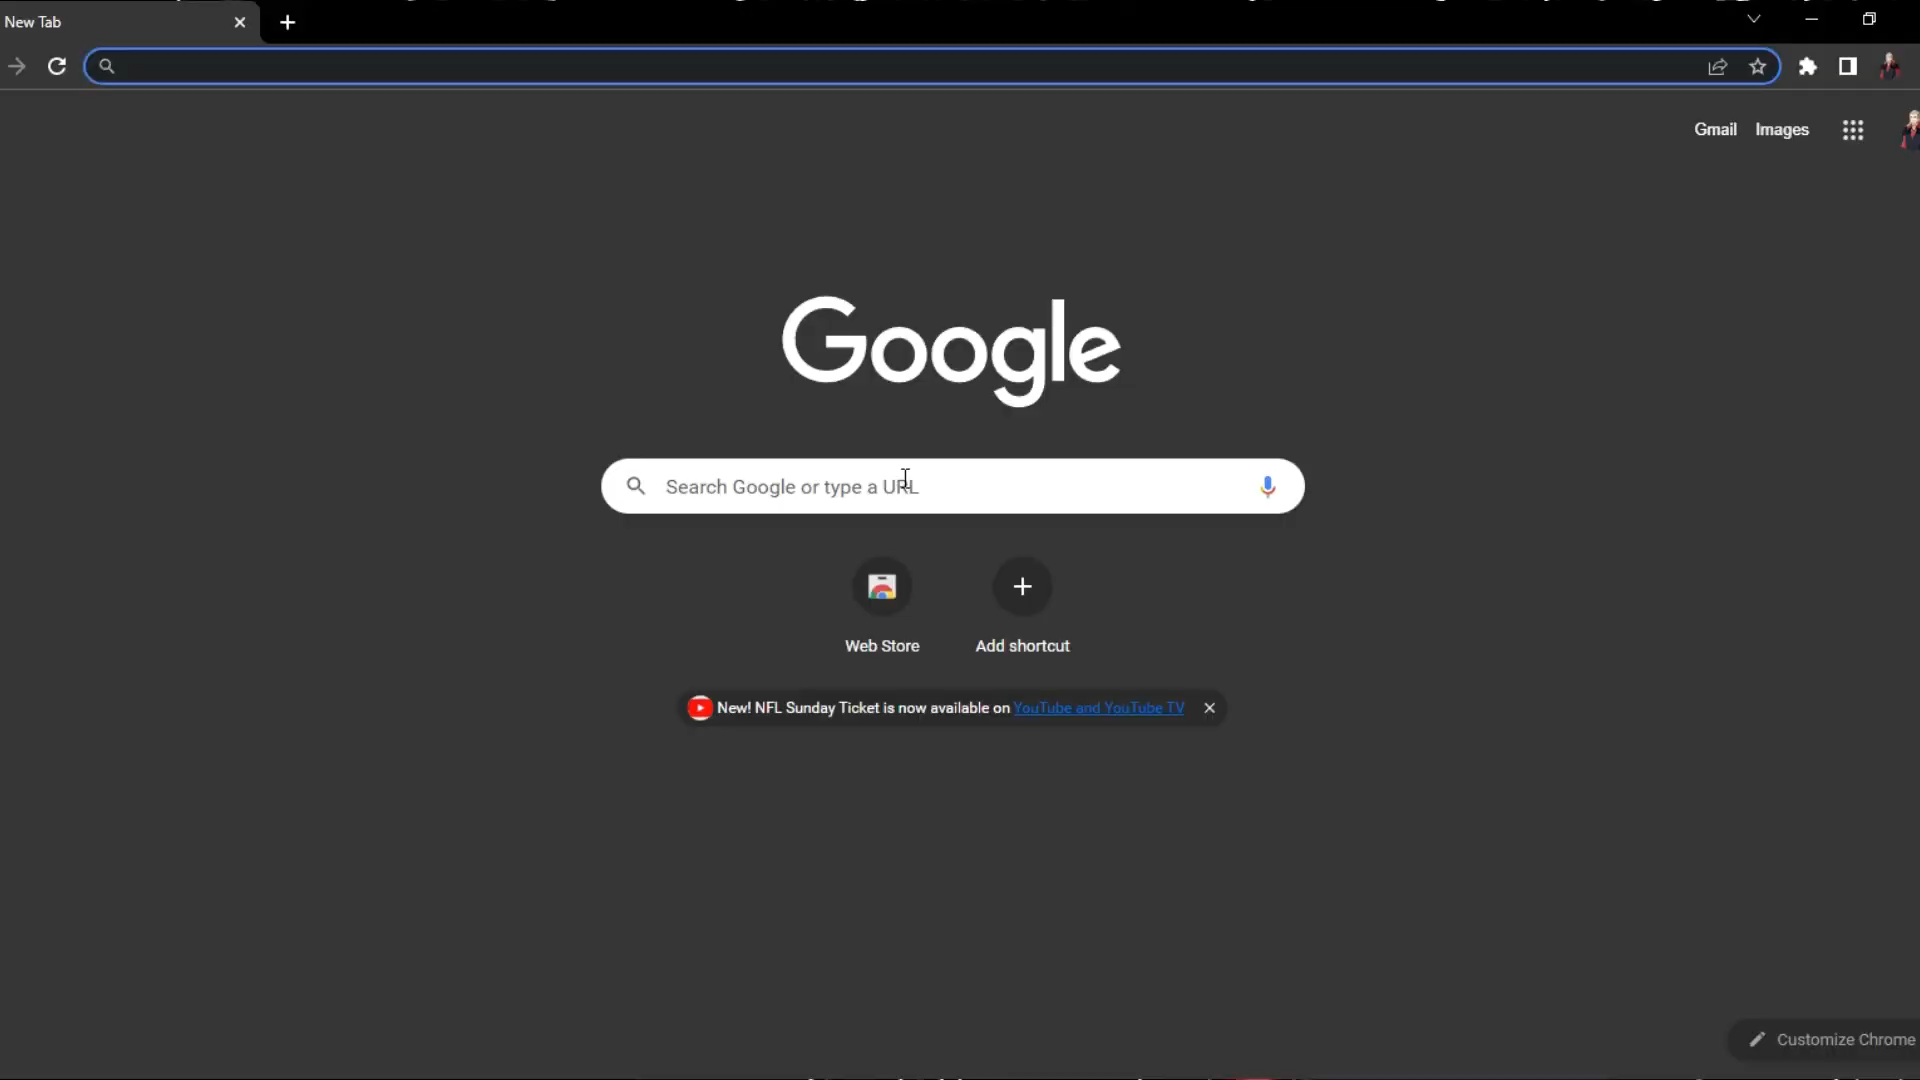 New Tab
Gmail Images
Google
Search Google or type a URL
Web Store
Add shortcut
New! NFL Sunday Ticket is now available on YouTube and YouTube TV
Customize Chrome